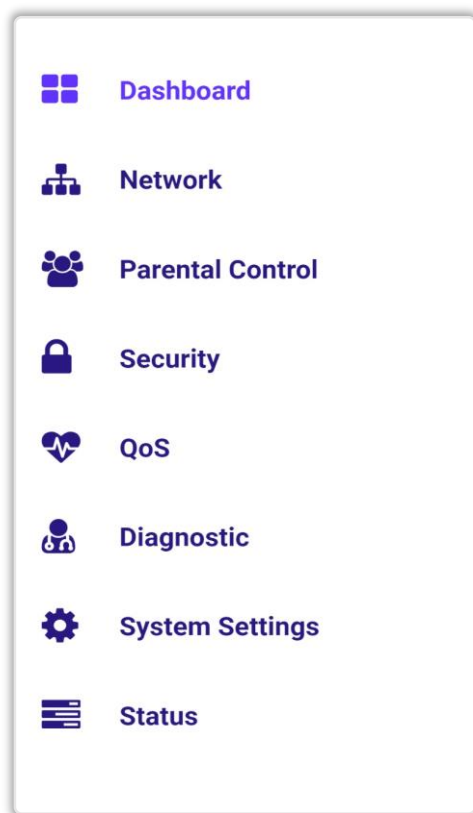 Dashboard
Network
Parental Control
Security
QoS
Diagnostic
System Settings
Status